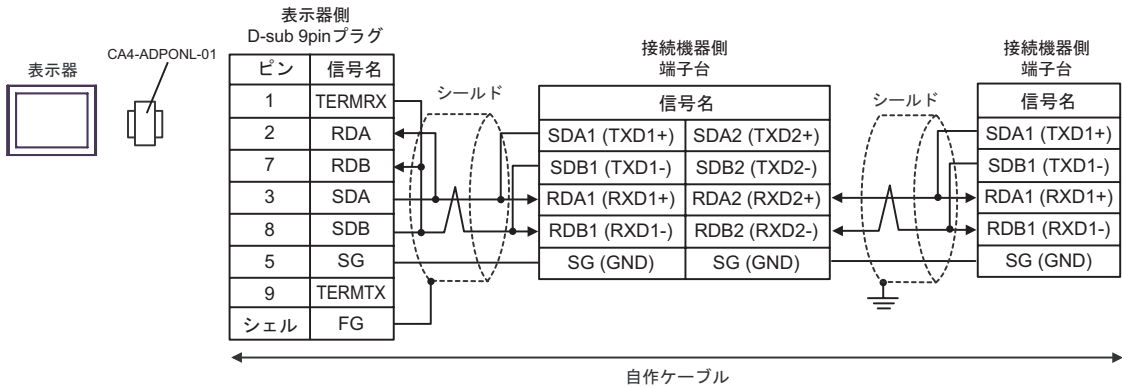 表示器
CA4-ADPONL-01
表示器側
D-sub 9pinプラグ
ピン 信号名
1 TERMRX
2 RDA
7 RDB
3 SDA
8 SDB
5 SG
9 TERMTX
シェル FG
シールド
接続機器側
端子台
信号名
SDA1 (TXD1+) SDA2 (TXD2+)
SDB1 (TXD1-) SDB2 (TXD2-)
RDA1 (RXD1+) RDA2 (RXD2+)
RDB1 (RXD1-) RDB2 (RXD2-)
SG (GND) SG (GND)
シールド
接続機器側
端子台
信号名
SDA1 (TXD1+)
SDB1 (TXD1-)
RDA1 (RXD1+)
RDB1 (RXD1-)
SG (GND)
自作ケーブル